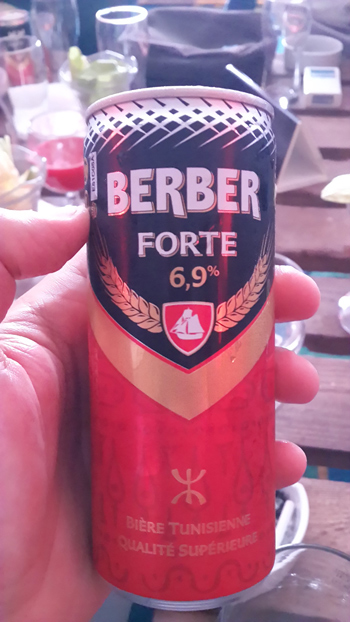 BERBER
FORTE
6,9%
BIÈRE TUNISIENNE
QUALITÉ SUPÉRIEURE